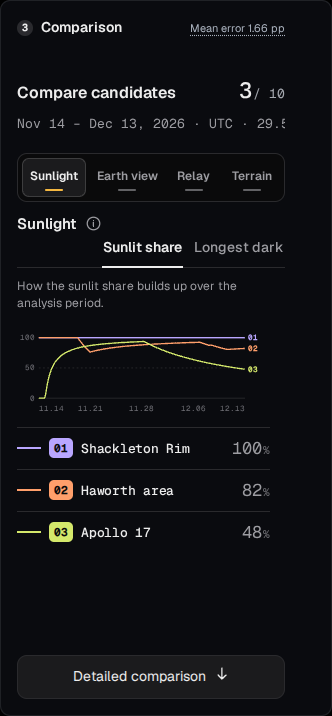 3 Comparison Mean error 1.66 pp
Compare candidates 3 / 10
Nov 14 – Dec 13, 2026 · UTC · 29.5
Sunlight Earth view Relay Terrain
Sunlight
Sunlit share Longest dark
How the sunlit share builds up over the
analysis period.
100 01
02
50 03
0
11.14 11.21 11.28 12.06 12.13
01 Shackleton Rim 100%
02 Haworth area 82%
03 Apollo 17 48%
Detailed comparison ↓